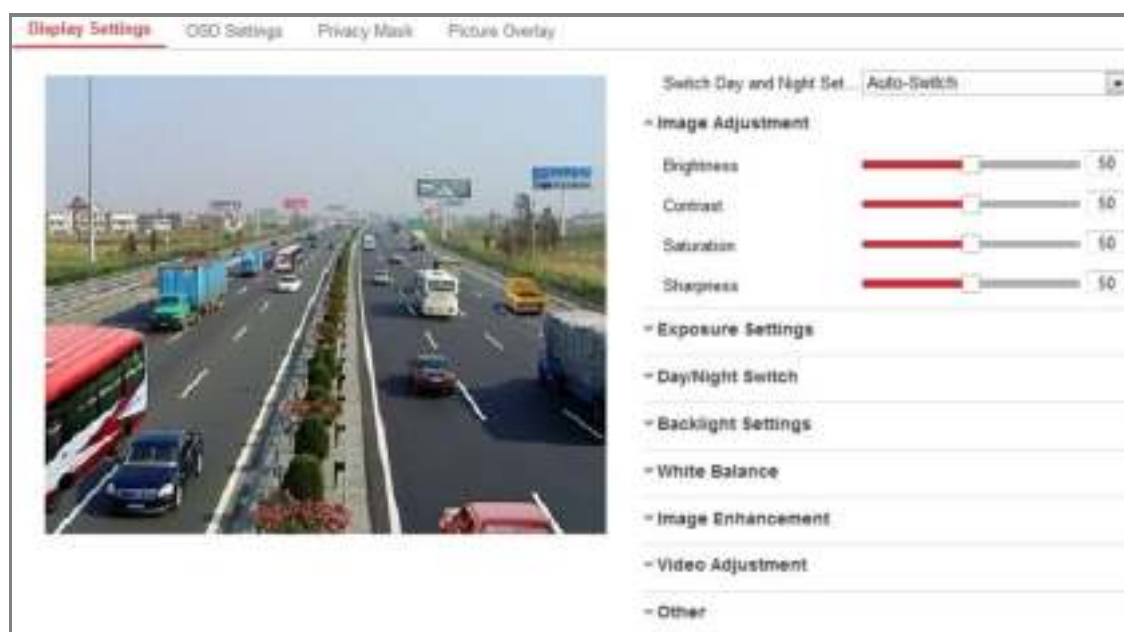 Display Settings OSD Settings Privacy Mask Picture Overlay
Switch Day and Night Set... Auto-Switch
Image Adjustment
Brightness 50
Contrast 50
Saturation 50
Sharpness 50
Exposure Settings
Day/Night Switch
Backlight Settings
White Balance
Image Enhancement
Video Adjustment
Other